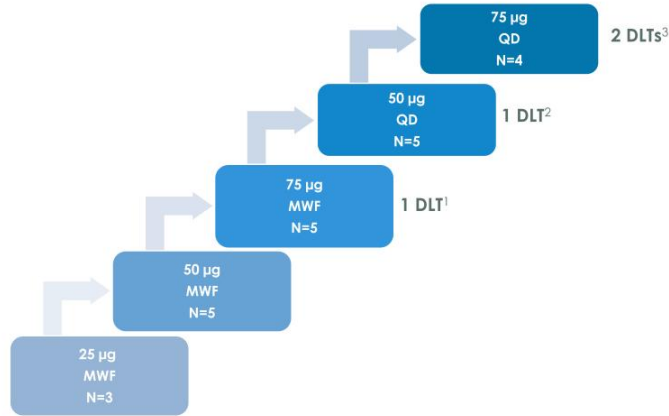 75 µg
QD
N=4
2 DLTs³
50 µg
QD
N=5
1 DLT²
75 µg
MWF
N=5
1 DLT¹
50 µg
MWF
N=5
25 µg
MWF
N=3